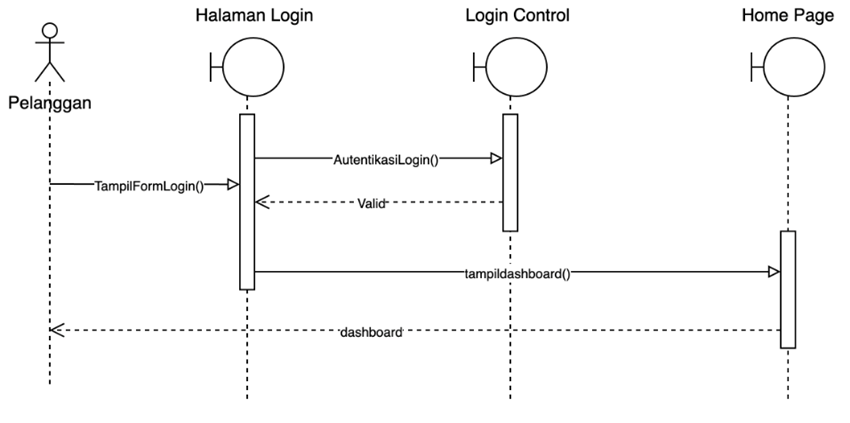 Halaman Login
Login Control
Home Page
Pelanggan
AutentikasiLogin()
TampilFormLogin()
Valid
tampildashboard()
dashboard